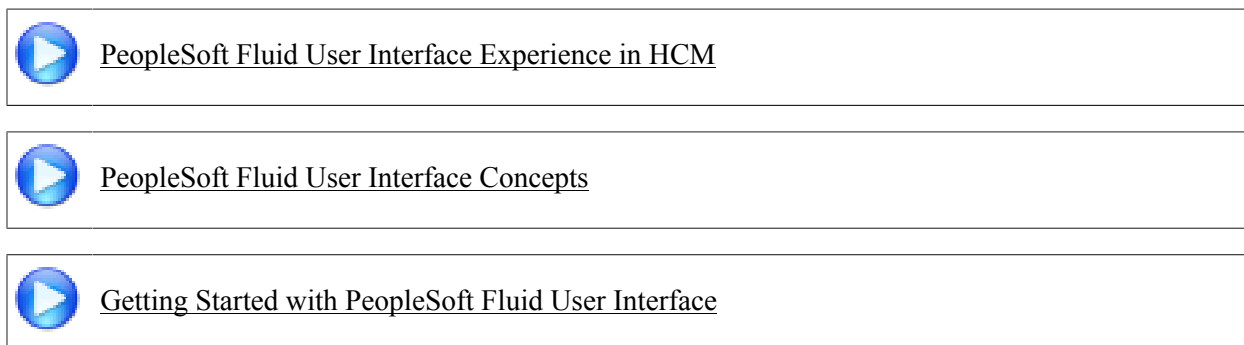 PeopleSoft Fluid User Interface Experience in HCM
PeopleSoft Fluid User Interface Concepts
Getting Started with PeopleSoft Fluid User Interface